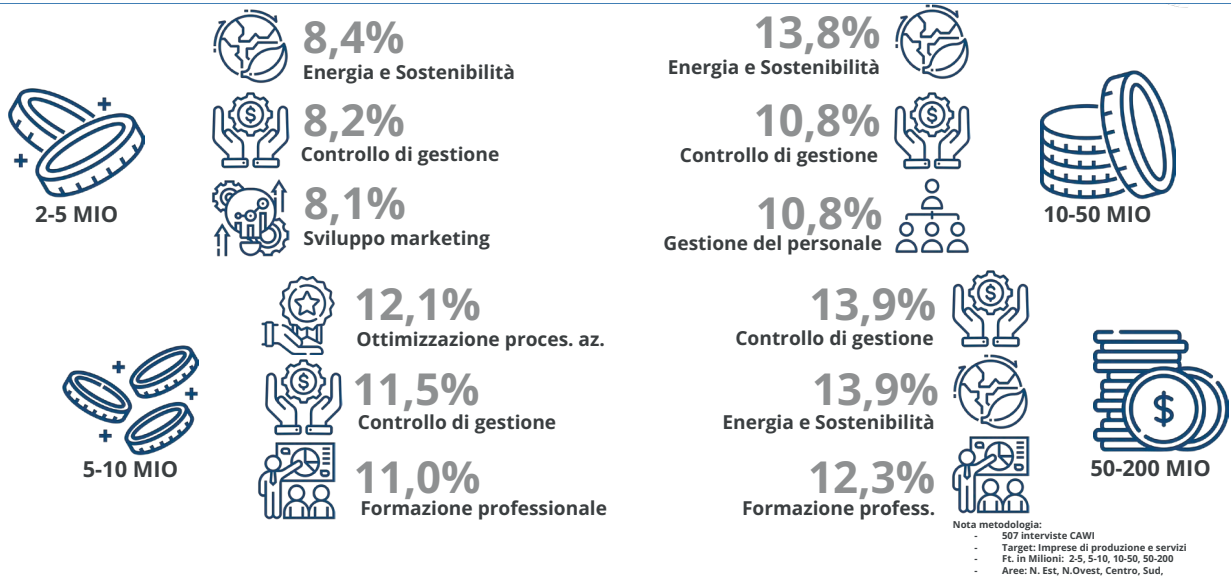 8,4%
Energia e Sostenibilità
8,2%
Controllo di gestione
8,1%
Sviluppo marketing
2-5 MIO
13,8%
Energia e Sostenibilità
10,8%
Controllo di gestione
10,8%
Gestione del personale
10-50 MIO
12,1%
Ottimizzazione proces. az.
11,5%
Controllo di gestione
11,0%
Formazione professionale
5-10 MIO
13,9%
Controllo di gestione
13,9%
Energia e Sostenibilità
12,3%
Formazione profess.
50-200 MIO
Nota metodologia:
- 507 interviste CAWI
- Target: Imprese di produzione e servizi
- Ft. in Milioni: 2-5, 5-10, 10-50, 50-200
- Aree: N. Est, N.Ovest, Centro, Sud,